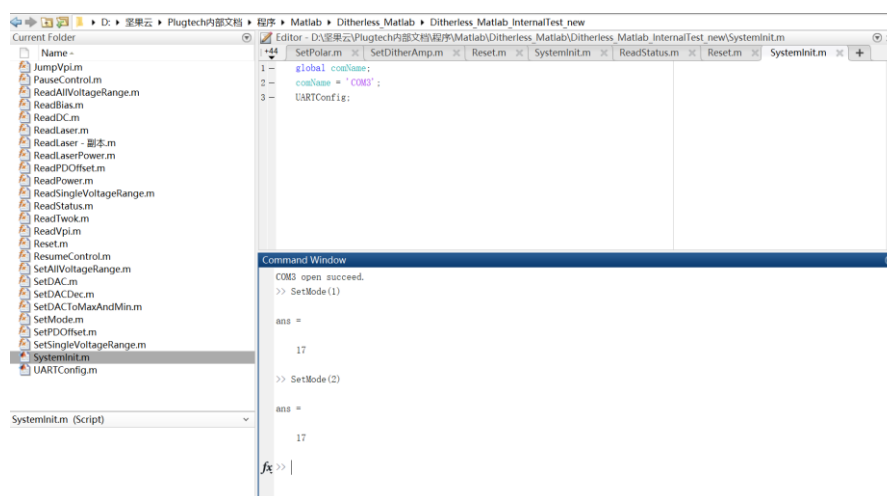 D: ▸ 坚果云 ▸ Plugtech内部文档 ▸ 程序 ▸ Matlab ▸ Ditherless_Matlab ▸ Ditherless_Matlab_InternalTest_new
Current Folder
Name
JumpVpi.m
PauseControl.m
ReadAllVoltageRange.m
ReadBias.m
ReadDC.m
ReadLaser.m
ReadLaser - 副本.m
ReadLaserPower.m
ReadPDOffset.m
ReadPower.m
ReadSingleVoltageRange.m
ReadStatus.m
ReadTwok.m
ReadVpi.m
Reset.m
ResumeControl.m
SetAllVoltageRange.m
SetDAC.m
SetDACDec.m
SetDACToMaxAndMin.m
SetMode.m
SetPDOffset.m
SetSingleVoltageRange.m
SystemInit.m
UARTConfig.m
SystemInit.m (Script)
Editor - D:\坚果云\Plugtech内部文档\程序\Matlab\Ditherless_Matlab\Ditherless_Matlab_InternalTest_new\SystemInit.m
+44 SetPolar.m SetDitherAmp.m Reset.m SystemInit.m ReadStatus.m Reset.m SystemInit.m +
1 - global comName;
2 - comName = 'COM3';
3 - UARTConfig;
Command Window
COM3 open succeed.
>> SetMode(1)
ans =
17
>> SetMode(2)
ans =
17
fx >>